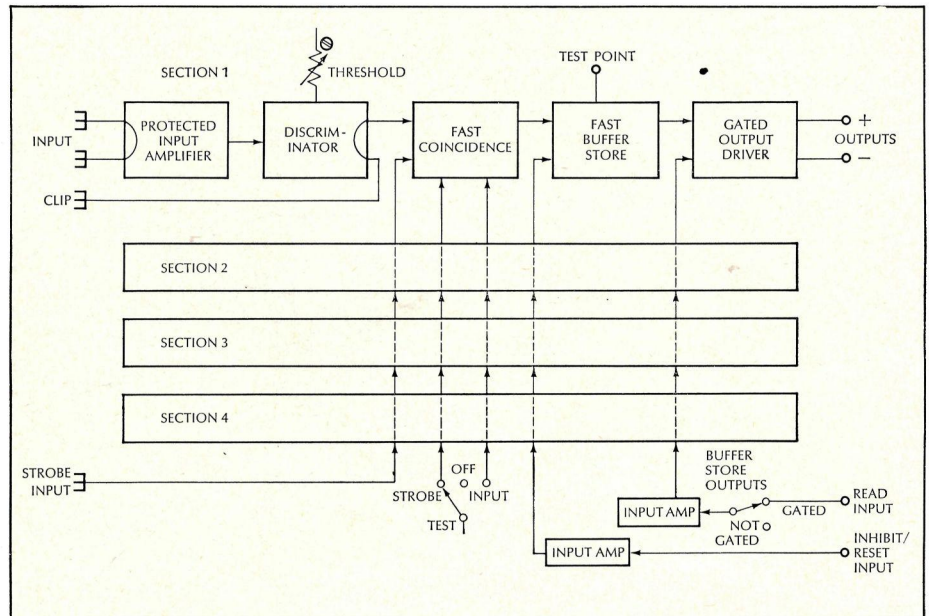 SECTION 1
THRESHOLD
TEST POINT
INPUT
PROTECTED
INPUT
AMPLIFIER
DISCRIM-
INATOR
FAST
COINCIDENCE
FAST
BUFFER
STORE
GATED
OUTPUT
DRIVER
+
OUTPUTS
−
CLIP
SECTION 2
SECTION 3
SECTION 4
STROBE
INPUT
STROBE
OFF
INPUT
TEST
BUFFER
STORE
OUTPUTS
INPUT AMP
GATED
NOT
GATED
READ
INPUT
INPUT AMP
INHIBIT/
RESET
INPUT